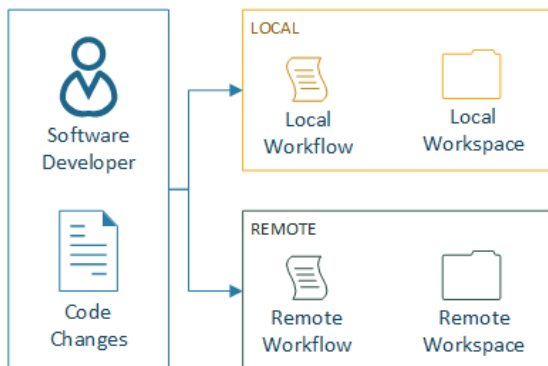 Software
Developer
Code
Changes
LOCAL
Local
Workflow
Local
Workspace
REMOTE
Remote
Workflow
Remote
Workspace